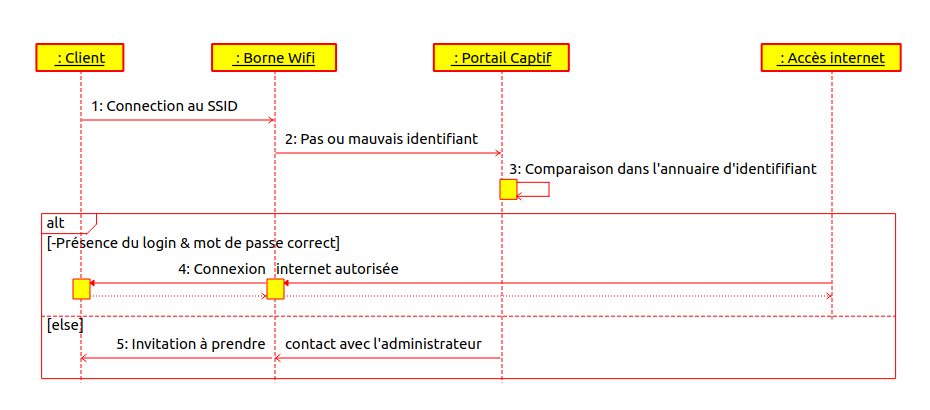 : Client
: Borne Wifi
: Portail Captif
: Accès internet
1: Connection au SSID
2: Pas ou mauvais identifiant
3: Comparaison dans l'annuaire d'identififiant
alt
[-Présence du login & mot de passe correct]
4: Connexion internet autorisée
[else]
5: Invitation à prendre contact avec l'administrateur